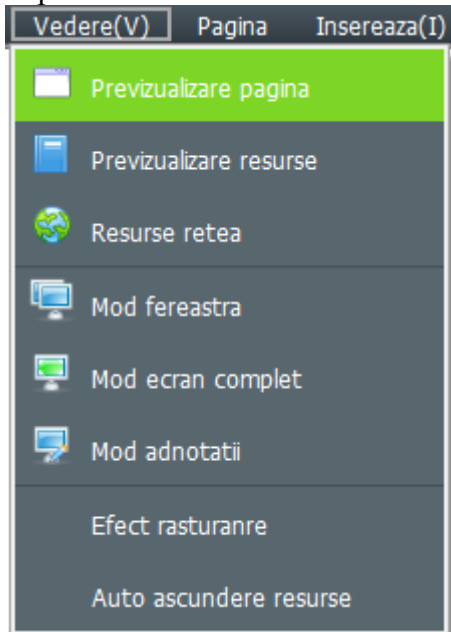 Vedere(V) Pagina Insereaza(I)
Previzualizare pagina
Previzualizare resurse
Resurse retea
Mod fereastra
Mod ecran complet
Mod adnotatii
Efect rasturanre
Auto ascundere resurse